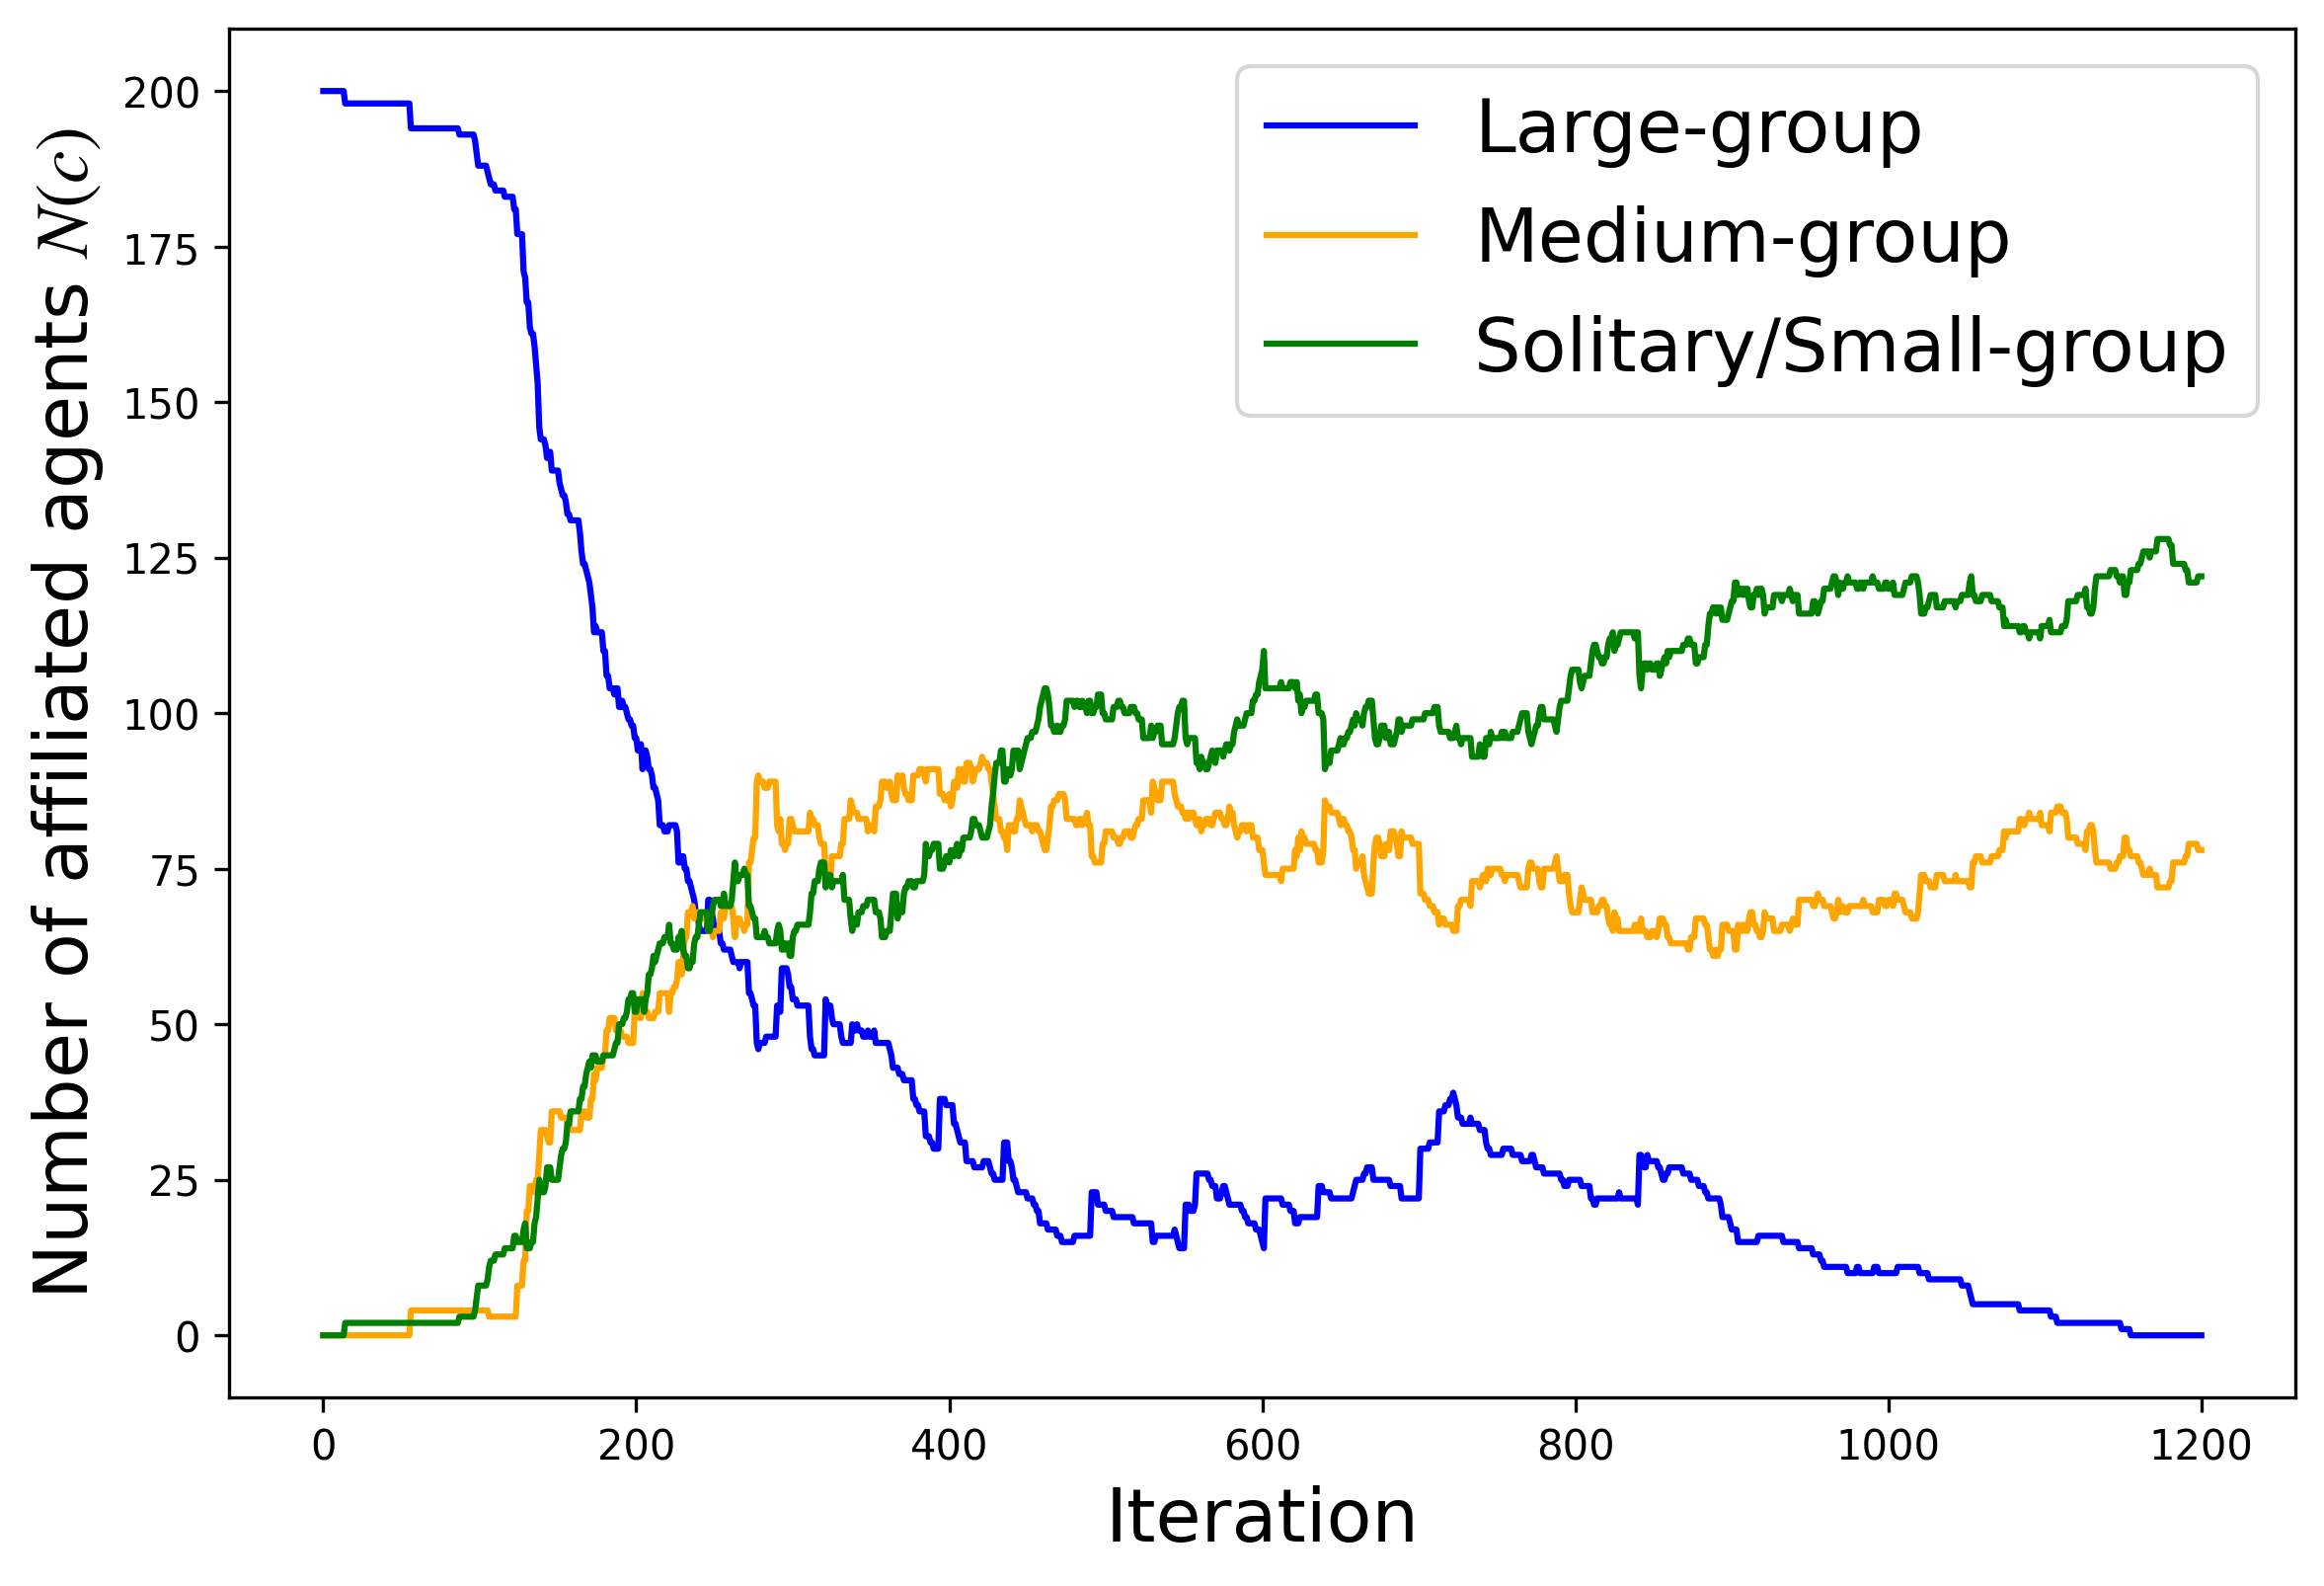 Number of affiliated agents N(c)
200
175
150
125
100
75
50
25
0
Large-group
Medium-group
Solitary/Small-group
0 200 400 600 800 1000 1200
Iteration